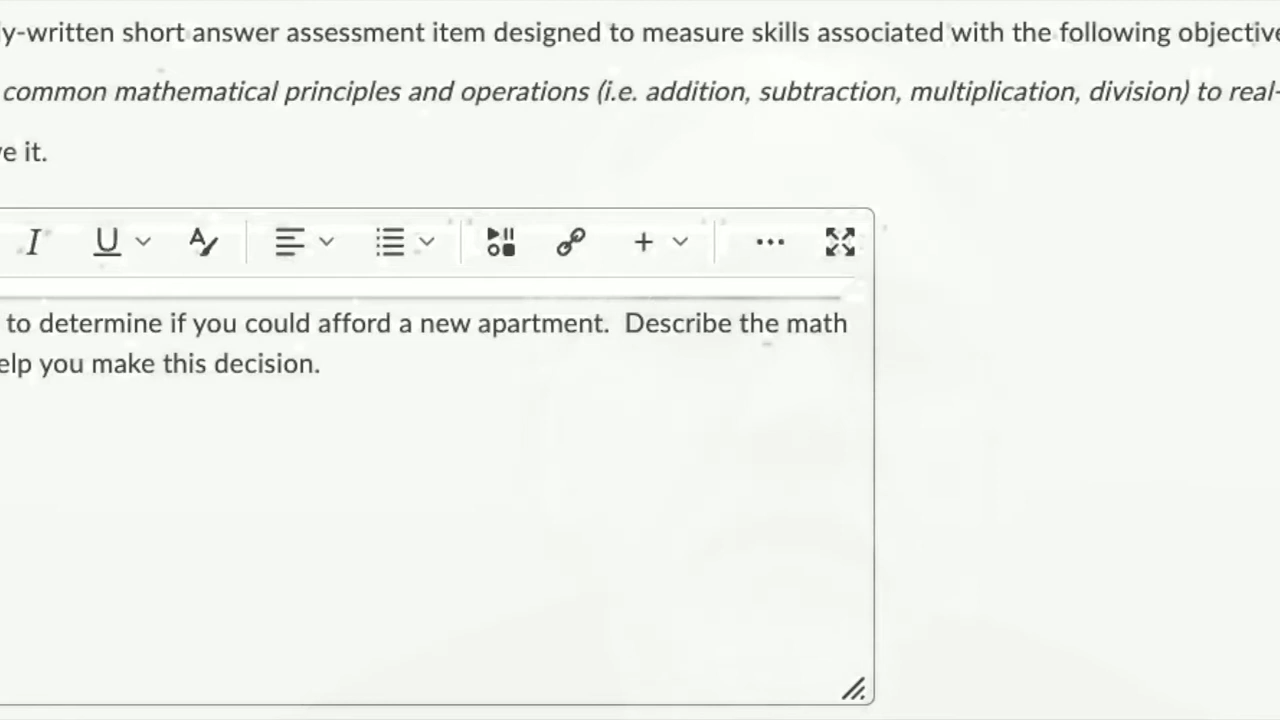 ly-written short answer assessment item designed to measure skills associated with the following objective
common mathematical principles and operations (i.e. addition, subtraction, multiplication, division) to real-
e it.
I U A
to determine if you could afford a new apartment. Describe the math
elp you make this decision.